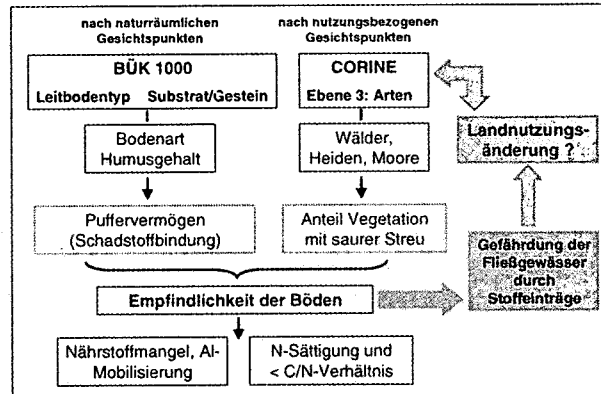 nach naturräumlichen
Gesichtspunkten
nach nutzungsbezogenen
Gesichtspunkten
BÜK 1000
Leitbodentyp Substrat/Gestein
CORINE
Ebene 3: Arten
Bodenart
Humusgehalt
Wälder,
Heiden, Moore
Landnutzungs-
änderung ?
Puffervermögen
(Schadstoffbindung)
Anteil Vegetation
mit saurer Streu
Gefährdung der
Fließgewässer
durch
Stoffeinträge
Empfindlichkeit der Böden
Nährstoffmangel, Al-
Mobilisierung
N-Sättigung und
< C/N-Verhältnis